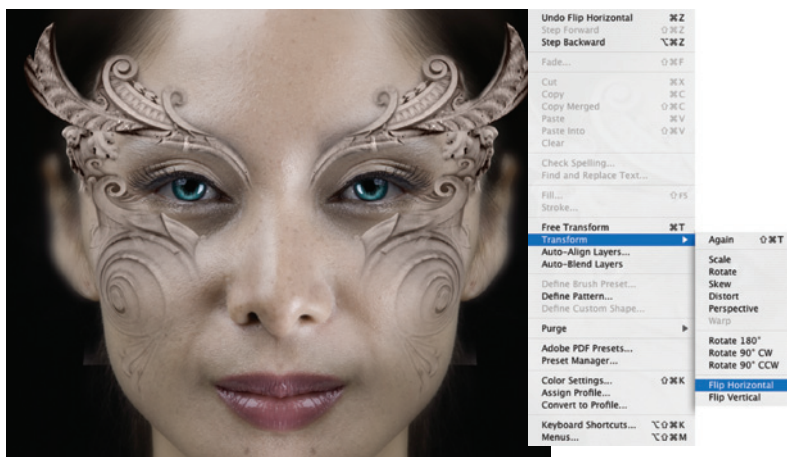 Undo Flip Horizontal ⌘Z
Step Forward ⇧⌘Z
Step Backward ⌥⌘Z
Fade... ⇧⌘F
Cut ⌘X
Copy ⌘C
Copy Merged ⇧⌘C
Paste ⌘V
Paste Into ⇧⌘V
Clear
Check Spelling...
Find and Replace Text...
Fill... ⇧F5
Stroke...
Free Transform ⌘T
Transform ▶
Auto-Align Layers...
Auto-Blend Layers
Define Brush Preset...
Define Pattern...
Define Custom Shape...
Purge ▶
Adobe PDF Presets...
Preset Manager...
Color Settings... ⇧⌘K
Assign Profile...
Convert to Profile...
Keyboard Shortcuts... ⌥⇧⌘K
Menus... ⌥⇧⌘M
Again ⇧⌘T
Scale
Rotate
Skew
Distort
Perspective
Warp
Rotate 180°
Rotate 90° CW
Rotate 90° CCW
Flip Horizontal
Flip Vertical